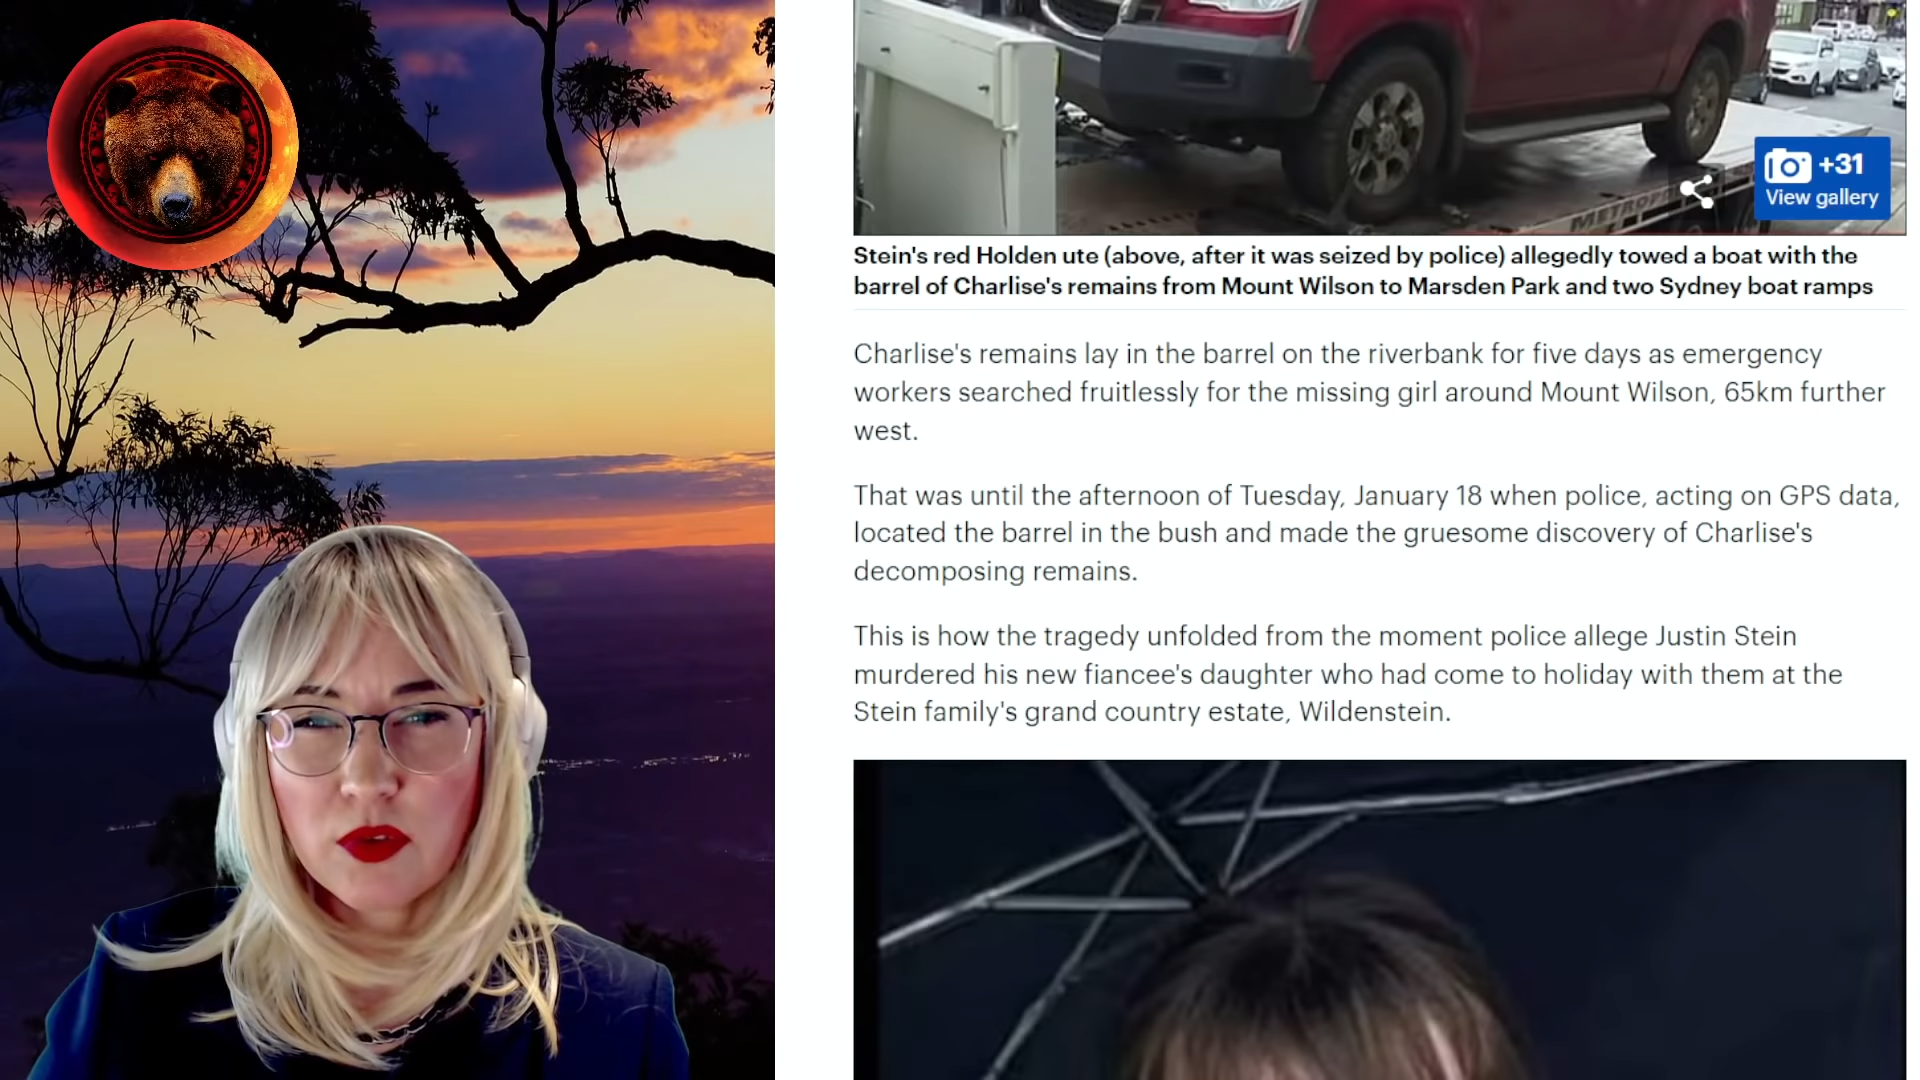 METROP
+31
View gallery
Stein's red Holden ute (above, after it was seized by police) allegedly towed a boat with the
barrel of Charlise's remains from Mount Wilson to Marsden Park and two Sydney boat ramps
Charlise's remains lay in the barrel on the riverbank for five days as emergency
workers searched fruitlessly for the missing girl around Mount Wilson, 65km further
west.
That was until the afternoon of Tuesday, January 18 when police, acting on GPS data,
located the barrel in the bush and made the gruesome discovery of Charlise's
decomposing remains.
This is how the tragedy unfolded from the moment police allege Justin Stein
murdered his new fiancee's daughter who had come to holiday with them at the
Stein family's grand country estate, Wildenstein.